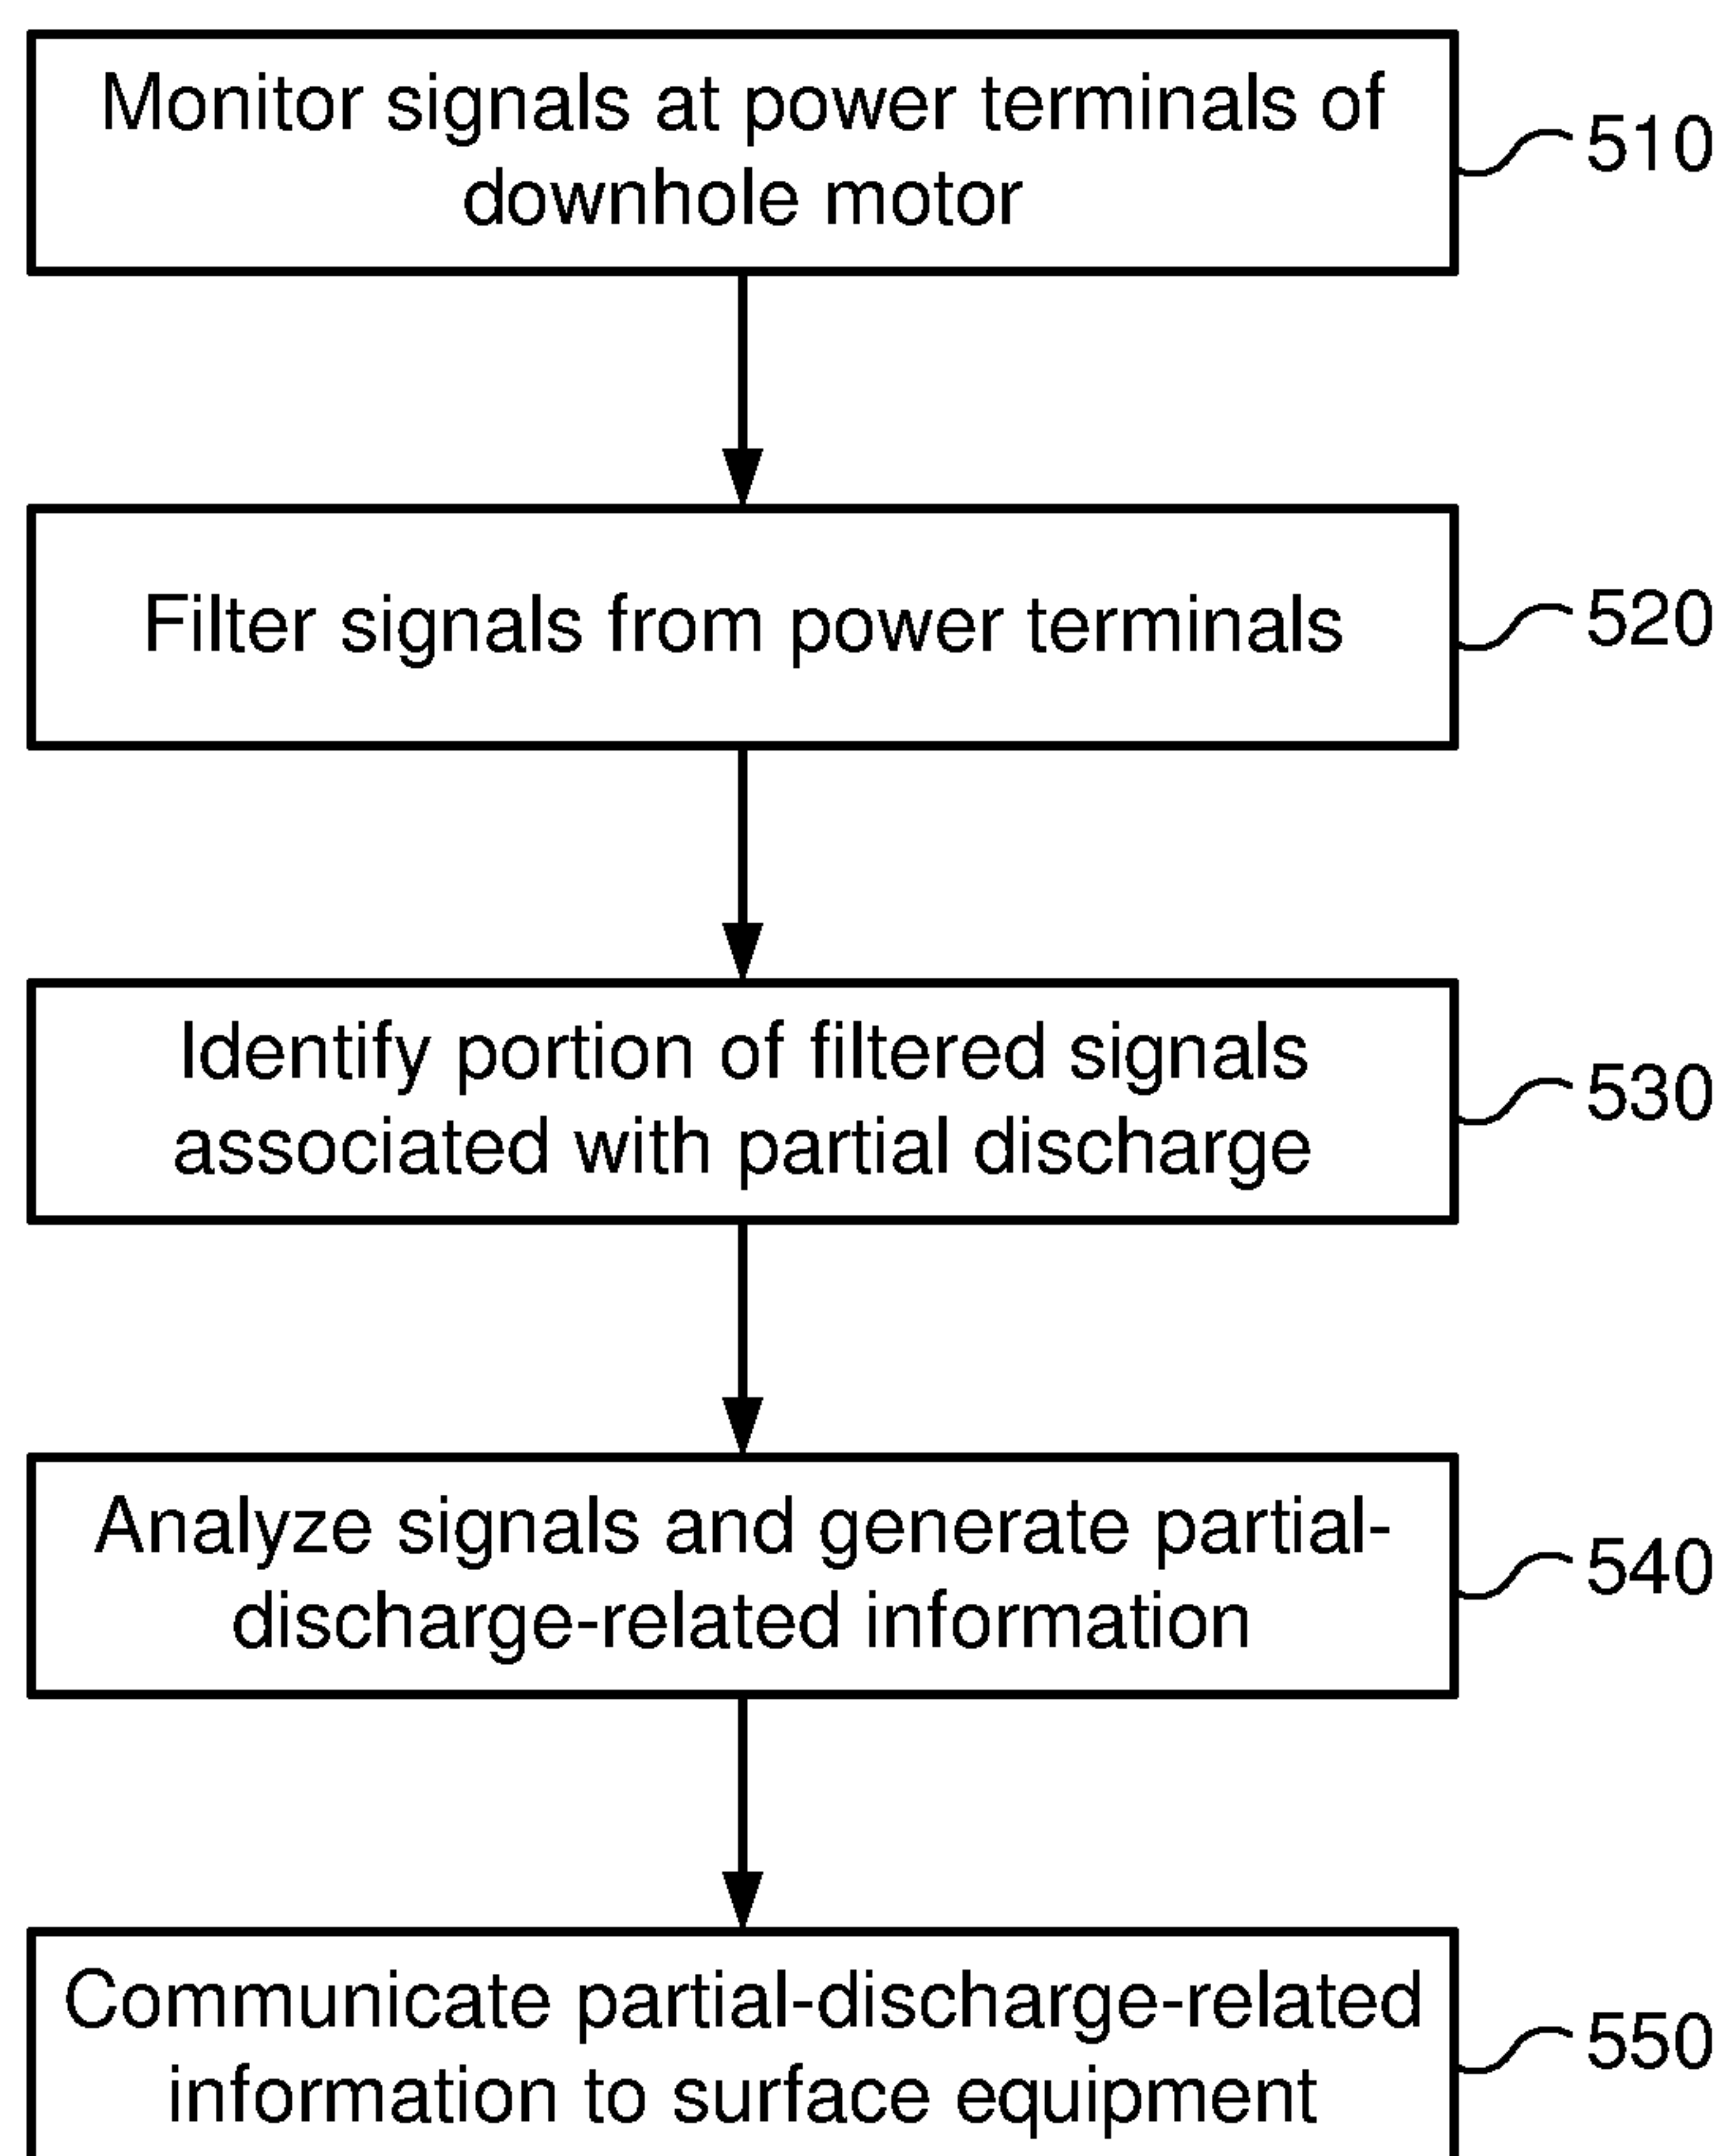 Monitor signals at power terminals of
downhole motor
510
Filter signals from power terminals
520
Identify portion of filtered signals
associated with partial discharge
530
Analyze signals and generate partial-
discharge-related information
540
Communicate partial-discharge-related
information to surface equipment
550